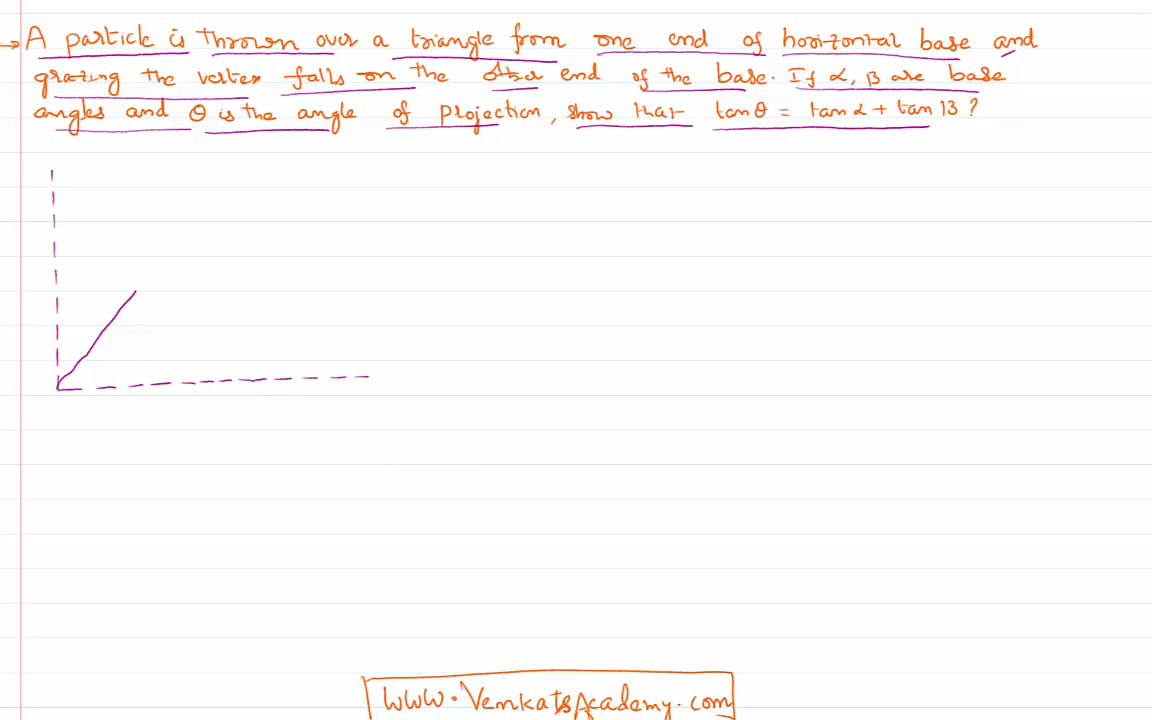 → A particle is thrown over a triangle from one end of horizontal base and
grazing the vertex falls on the other end of the base. If α, β are base
angles and θ is the angle of projection, show that tanθ = tan α + tan β ?
www.VenkatsAcademy.com